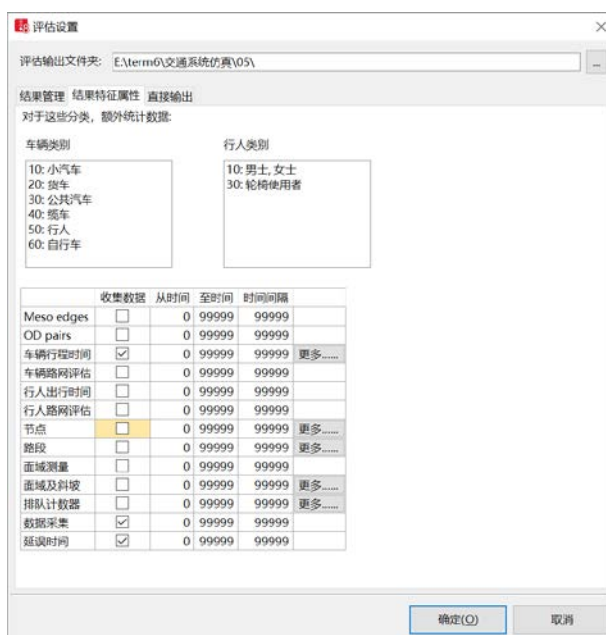 评估设置
评估输出文件夹: E:\term6\交通系统仿真\05\ ...
结果管理 结果特征属性 直接输出
对于这些分类，额外统计数据:
车辆类别 行人类别
10: 小汽车
20: 货车
30: 公共汽车
40: 缆车
50: 行人
60: 自行车
10: 男士, 女士
30: 轮椅使用者
收集数据 从时间 至时间 时间间隔
Meso edges 0 99999 99999
OD pairs 0 99999 99999
车辆行程时间 0 99999 99999 更多......
车辆路网评估 0 99999 99999
行人出行时间 0 99999 99999
行人路网评估 0 99999 99999
节点 0 99999 99999 更多......
路段 0 99999 99999 更多......
面域测量 0 99999 99999
面域及斜坡 0 99999 99999 更多......
排队计数器 0 99999 99999 更多......
数据采集 0 99999 99999
延误时间 0 99999 99999
确定(O) 取消